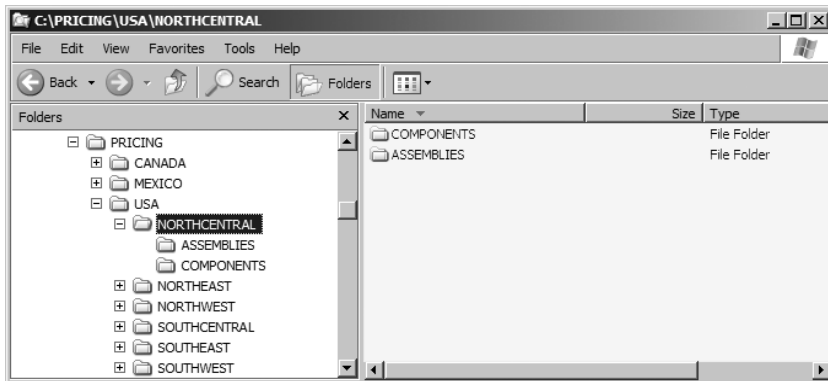 C:\PRICING\USA\NORTHCENTRAL
File Edit View Favorites Tools Help
Back Search Folders
Folders
PRICING
CANADA
MEXICO
USA
NORTHCENTRAL
ASSEMBLIES
COMPONENTS
NORTHEAST
NORTHWEST
SOUTHCENTRAL
SOUTHEAST
SOUTHWEST
Name Size Type
COMPONENTS File Folder
ASSEMBLIES File Folder